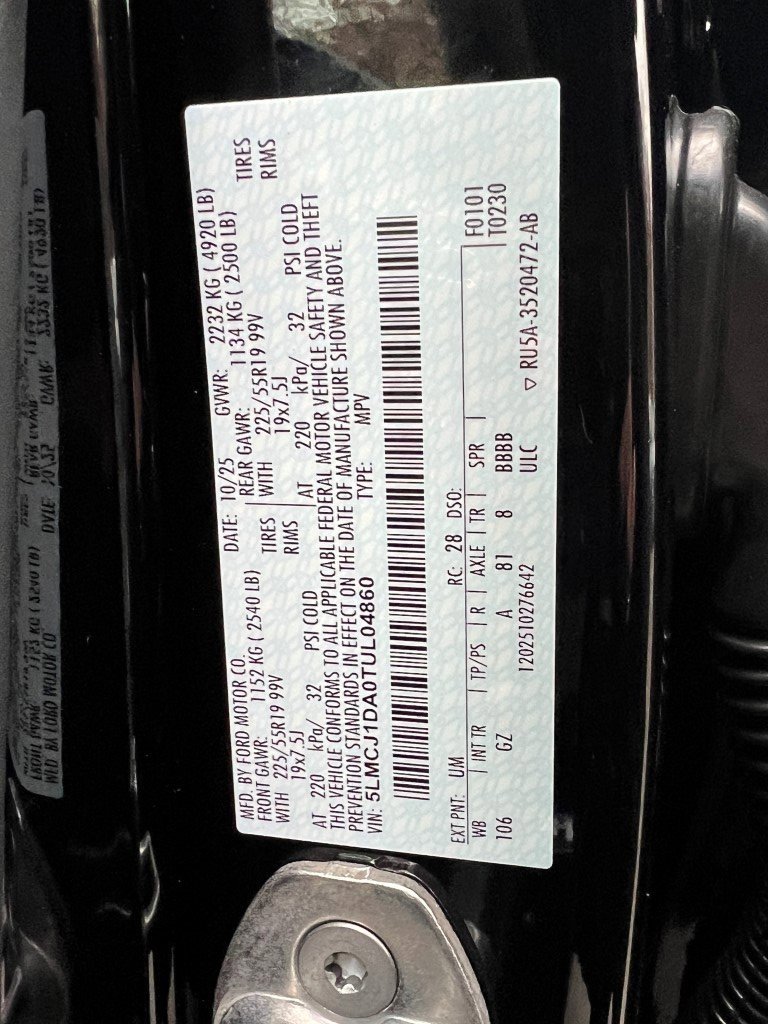 MFD. BY FORD MOTOR CO.
DATE: 10/25 GVWR: 2232 KG ( 4920 LB)
FRONT GAWR: 1152 KG ( 2540 LB) REAR GAWR: 1134 KG ( 2500 LB)
WITH 225/55R19 99V TIRES WITH 225/55R19 99V TIRES
19x7.5J RIMS 19x7.5J RIMS
AT 220 kPa/ 32 PSI COLD AT 220 kPa/ 32 PSI COLD
THIS VEHICLE CONFORMS TO ALL APPLICABLE FEDERAL MOTOR VEHICLE SAFETY AND THEFT
PREVENTION STANDARDS IN EFFECT ON THE DATE OF MANUFACTURE SHOWN ABOVE.
VIN: 5LMCJ1DA0TUL04860 TYPE: MPV
F0101
T0230
EXT PNT: UM RC: 28 DSO:
WB INT TR TP/PS R AXLE TR SPR
106 GZ A 81 8 BBBB
ULC
1202510276642 ▽ RU5A-3520472-AB